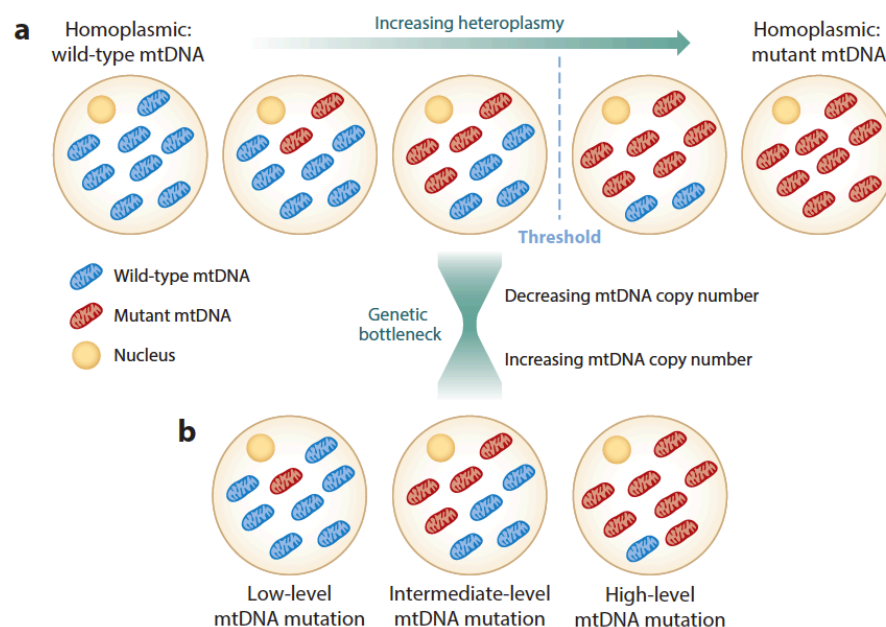 a
Homoplasmic:
wild-type mtDNA
Increasing heteroplasmy
Homoplasmic:
mutant mtDNA
Threshold
Wild-type mtDNA
Mutant mtDNA
Nucleus
Genetic
bottleneck
Decreasing mtDNA copy number
Increasing mtDNA copy number
b
Low-level
mtDNA mutation
Intermediate-level
mtDNA mutation
High-level
mtDNA mutation